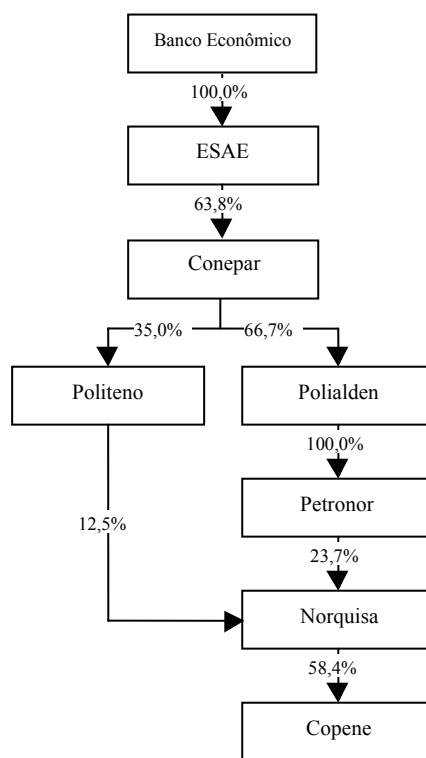 Banco Econômico
100,0%
ESAE
63,8%
Conepar
35,0% 66,7%
Politeno Polialden
100,0%
Petronor
12,5% 23,7%
Norquisa
58,4%
Copene